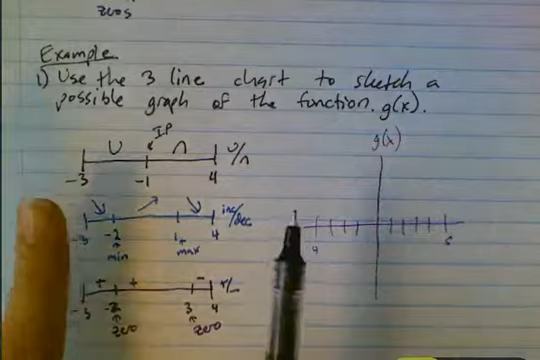 zeos
Example
1) Use the 3 line chart to sketch a
possible graph of the function. g(x).
IP
∪ ∩ ∪/∩
-3 -1 4
g(x)
inc/dec
-3 -2 1 4
min max
4
+ + - +/-
-3 -2 3 4
zero zero